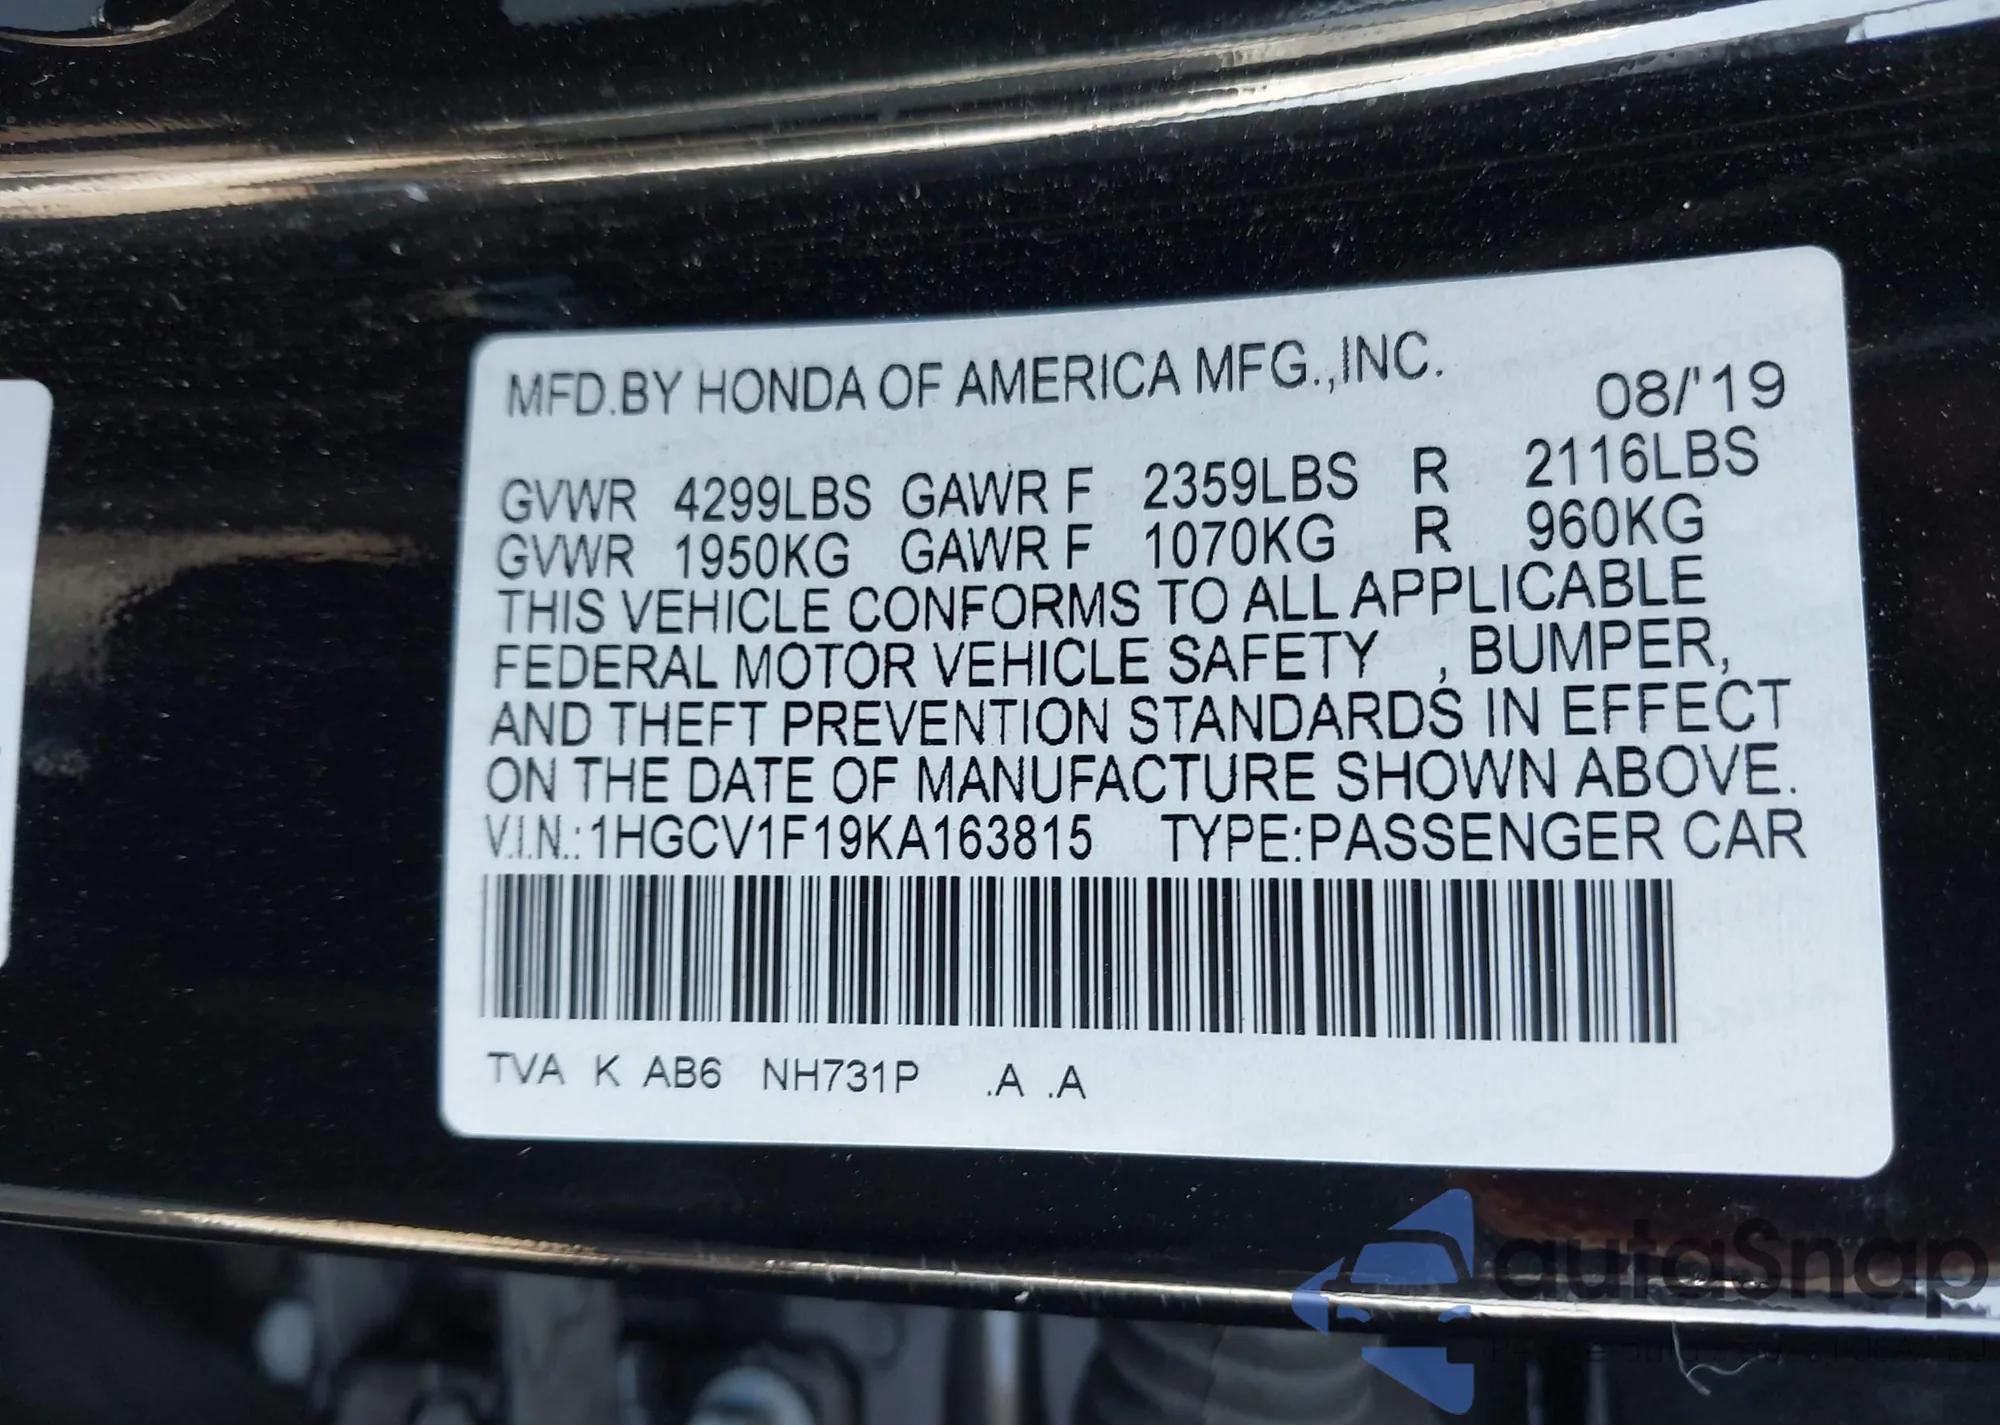 MFD.BY HONDA OF AMERICA MFG.,INC.
08/'19
GVWR 4299LBS GAWR F 2359LBS R 2116LBS
GVWR 1950KG GAWR F 1070KG R 960KG
THIS VEHICLE CONFORMS TO ALL APPLICABLE
FEDERAL MOTOR VEHICLE SAFETY , BUMPER,
AND THEFT PREVENTION STANDARDS IN EFFECT
ON THE DATE OF MANUFACTURE SHOWN ABOVE.
V.I.N.:1HGCV1F19KA163815 TYPE:PASSENGER CAR
TVA K AB6 NH731P .A .A
autaSnap